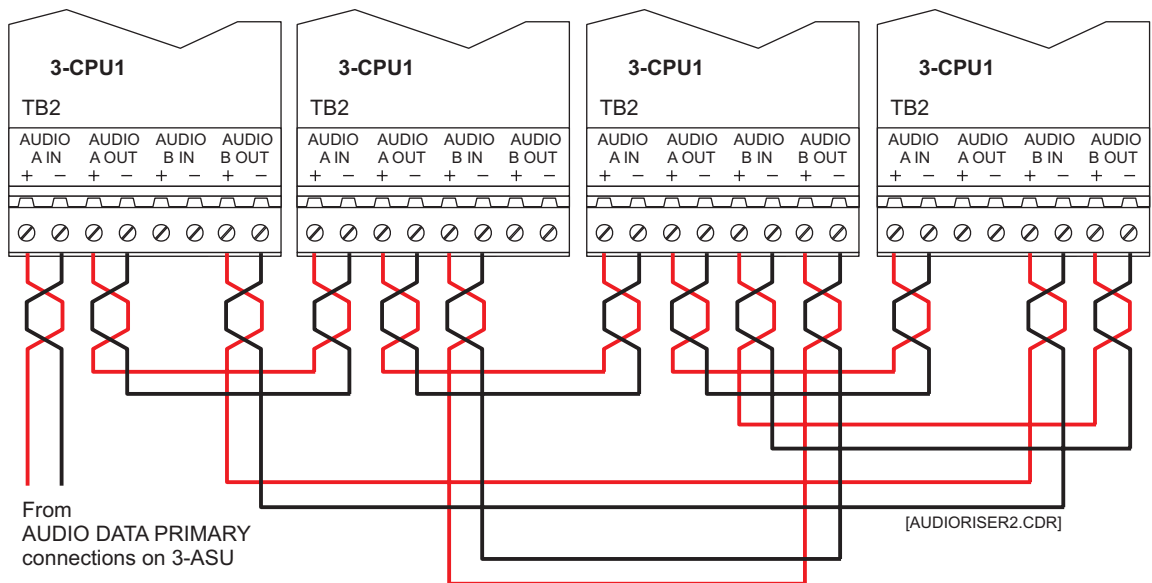 3-CPU1 3-CPU1 3-CPU1 3-CPU1
TB2 TB2 TB2 TB2
AUDIO AUDIO AUDIO AUDIO AUDIO AUDIO AUDIO AUDIO AUDIO AUDIO AUDIO AUDIO AUDIO AUDIO AUDIO AUDIO
A IN A OUT B IN B OUT A IN A OUT B IN B OUT A IN A OUT B IN B OUT A IN A OUT B IN B OUT
+ − + − + − + − + − + − + − + − + − + − + − + − + − + − + − + −
From
AUDIO DATA PRIMARY
connections on 3-ASU
[AUDIORISER2.CDR]